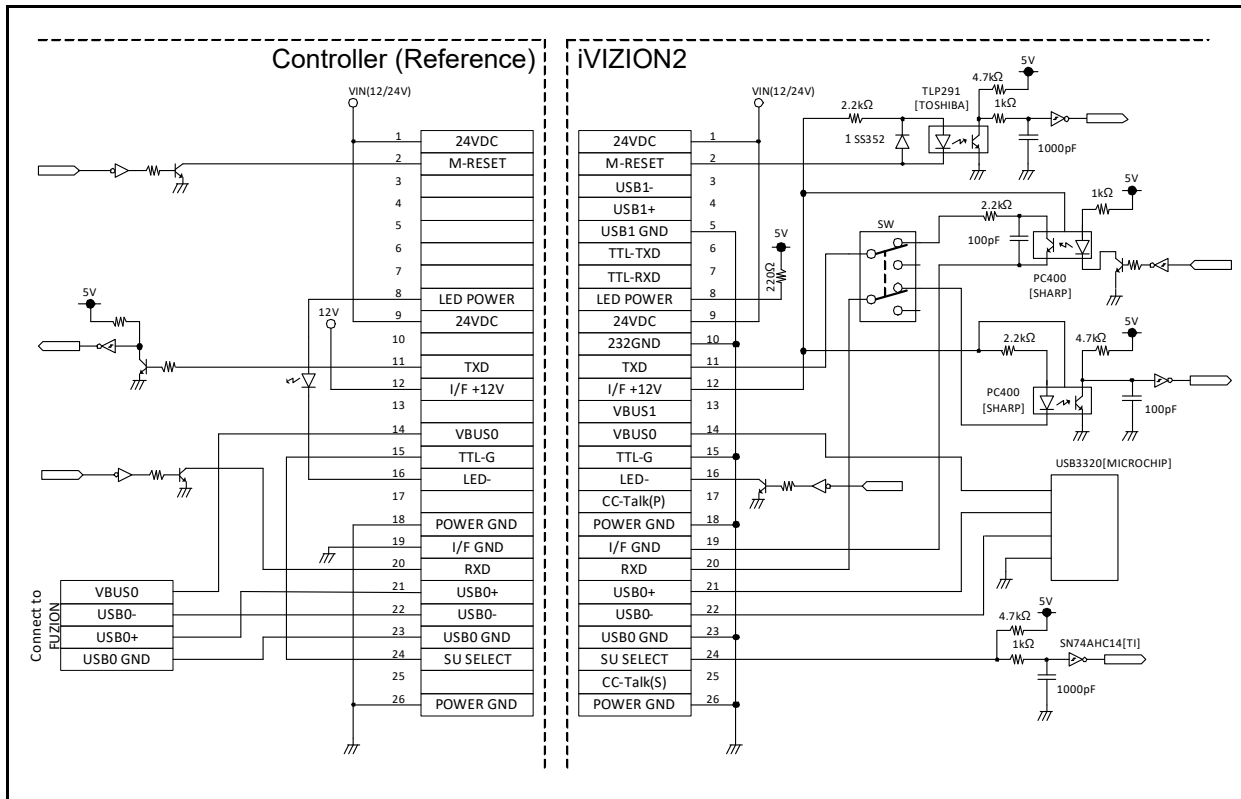 Controller (Reference)
iVIZION2
VIN(12/24V)
1 24VDC
2 M-RESET
3
4
5
6
7
8 LED POWER
9 24VDC
10
11 TXD
12 I/F +12V
13
14 VBUS0
15 TTL-G
16 LED-
17
18 POWER GND
19 I/F GND
20 RXD
21 USB0+
22 USB0-
23 USB0 GND
24 SU SELECT
25
26 POWER GND
5V
12V
Connect to
FUZION
VBUS0
USB0-
USB0+
USB0 GND
VIN(12/24V)
24VDC 1
M-RESET 2
USB1- 3
USB1+ 4
USB1 GND 5
TTL-TXD 6
TTL-RXD 7
LED POWER 8
24VDC 9
232GND 10
TXD 11
I/F +12V 12
VBUS1 13
VBUS0 14
TTL-G 15
LED- 16
CC-Talk(P) 17
POWER GND 18
I/F GND 19
RXD 20
USB0+ 21
USB0- 22
USB0 GND 23
SU SELECT 24
CC-Talk(S) 25
POWER GND 26
5V
220Ω
2.2kΩ
1SS352
TLP291
[TOSHIBA]
4.7kΩ
5V
1kΩ
1000pF
SW
2.2kΩ
100pF
1kΩ
5V
PC400
[SHARP]
2.2kΩ
4.7kΩ
5V
PC400
[SHARP]
100pF
USB3320[MICROCHIP]
5V
4.7kΩ
1kΩ
SN74AHC14[TI]
1000pF